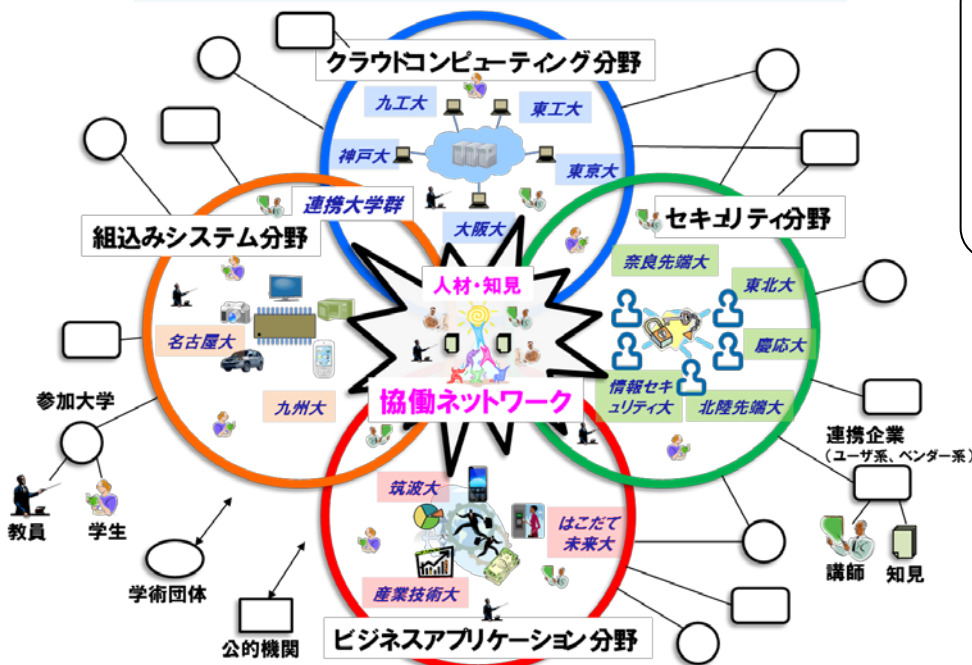 クラウドコンピューティング分野
九工大
東工大
神戸大
東京大
大阪大
連携大学群
組込みシステム分野
名古屋大
九州大
セキュリティ分野
奈良先端大
東北大
慶応大
情報セキ
ュリティ大
北陸先端大
人材・知見
協働ネットワーク
筑波大
はこだて
未来大
産業技術大
ビジネスアプリケーション分野
参加大学
教員
学生
学術団体
公的機関
連携企業
（ユーザ系、ベンダー系）
講師
知見